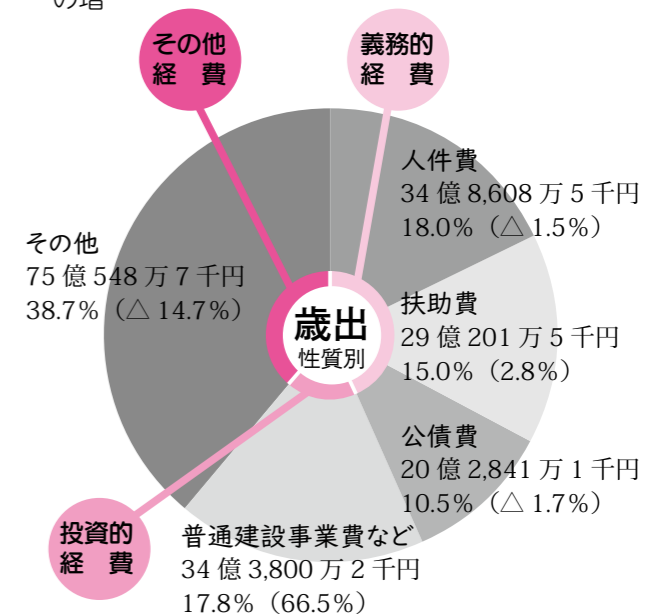 の増
その他
経 費
義務的
経 費
人件費
34 億 8,608 万 5 千円
18.0%（△ 1.5%）
その他
75 億 548 万 7 千円
38.7%（△ 14.7%）
扶助費
29 億 201 万 5 千円
15.0%（2.8%）
歳出
性質別
公債費
20 億 2,841 万 1 千円
10.5%（△ 1.7%）
投資的
経 費
普通建設事業費など
34 億 3,800 万 2 千円
17.8%（66.5%）